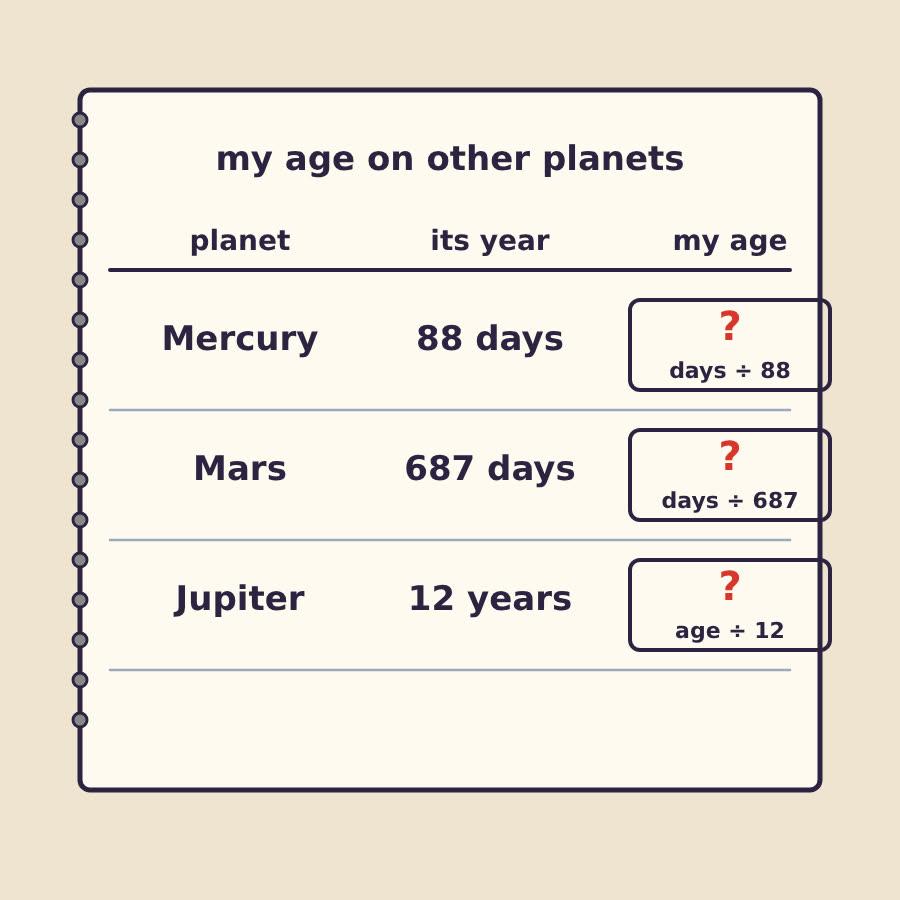 my age on other planets
planet its year my age
Mercury 88 days ?
days ÷ 88
Mars 687 days ?
days ÷ 687
Jupiter 12 years ?
age ÷ 12